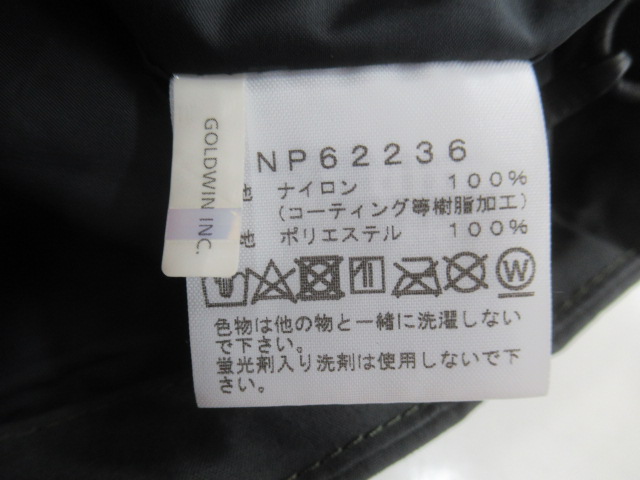 GOLDWIN INC.
NP62236
地 ナイロン 100%
(コーティング等樹脂加工)
地 ポリエステル 100%
W
色物は他の物と一緒に洗濯しない
で下さい。
蛍光剤入り洗剤は使用しないで下
さい。